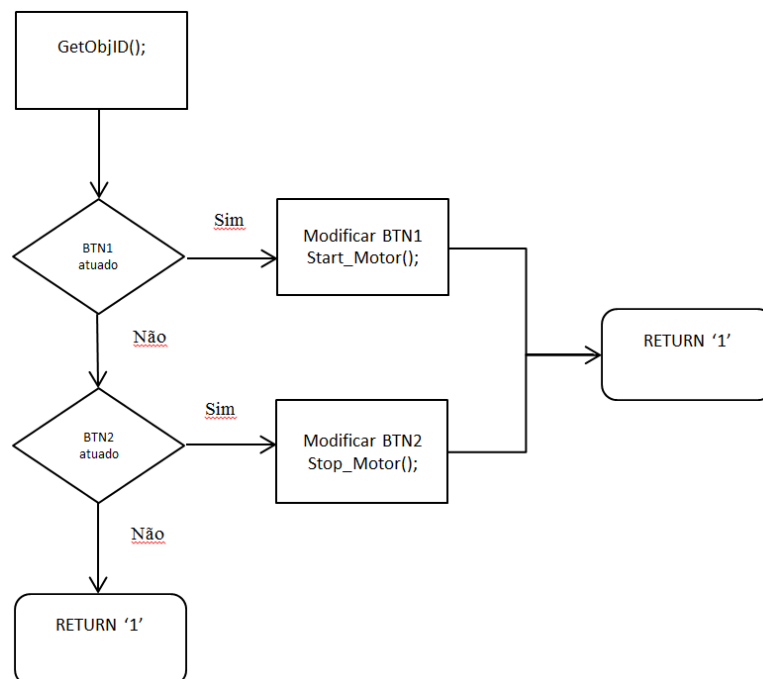 GetObjID();
BTN1
atuado
Sim
Modificar BTN1
Start_Motor();
RETURN ‘1’
Não
BTN2
atuado
Sim
Modificar BTN2
Stop_Motor();
Não
RETURN ‘1’